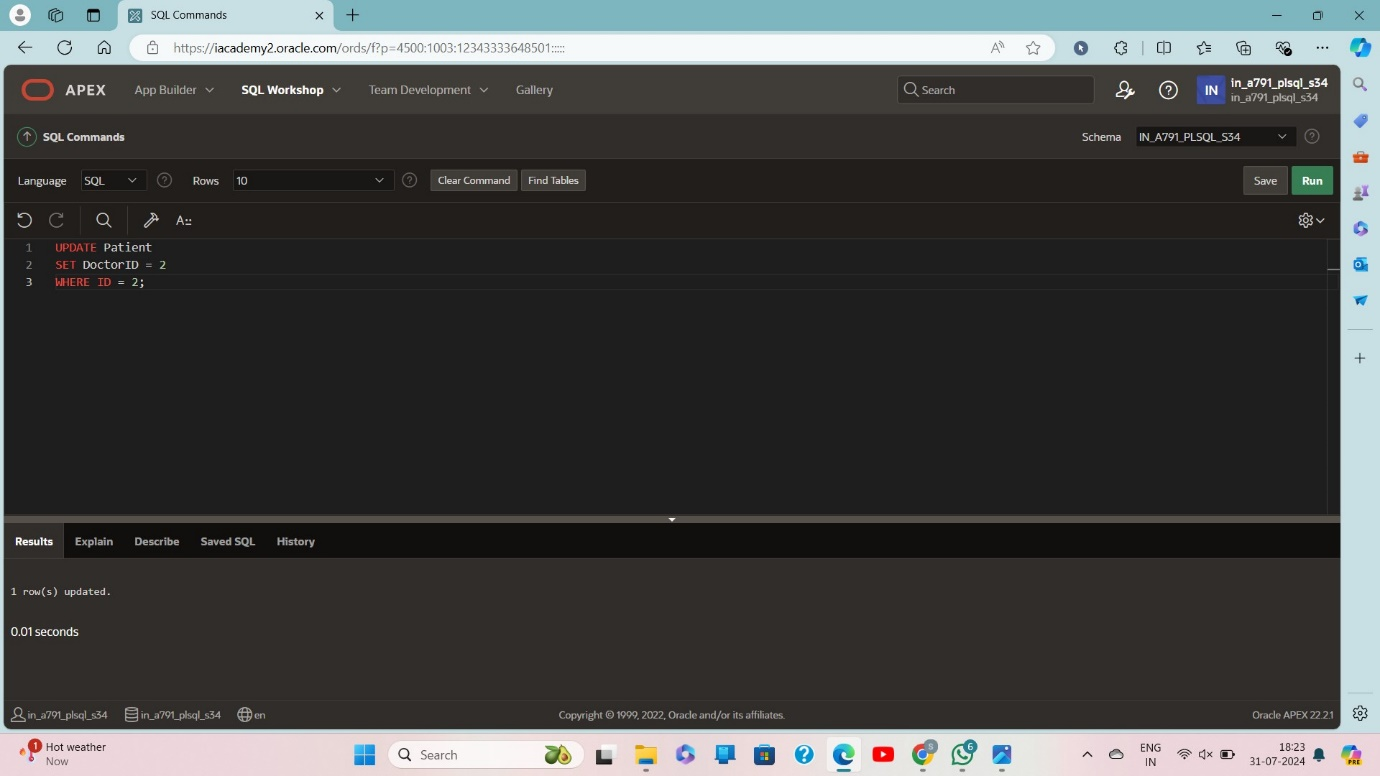 SQL Commands
https://iacademy2.oracle.com/ords/f?p=4500:1003:12343333648501:::::
APEX App Builder SQL Workshop Team Development Gallery Search IN in_a791_plsql_s34
in_a791_plsql_s34
SQL Commands Schema IN_A791_PLSQL_S34
Language SQL Rows 10 Clear Command Find Tables Save Run
A::
1 UPDATE Patient
2 SET DoctorID = 2
3 WHERE ID = 2;
Results Explain Describe Saved SQL History
1 row(s) updated.
0.01 seconds
in_a791_plsql_s34 in_a791_plsql_s34 en Copyright © 1999, 2022, Oracle and/or its affiliates. Oracle APEX 22.2.1
1 Hot weather
Now
Search
S
6
ENG
IN
18:23
31-07-2024
PRE